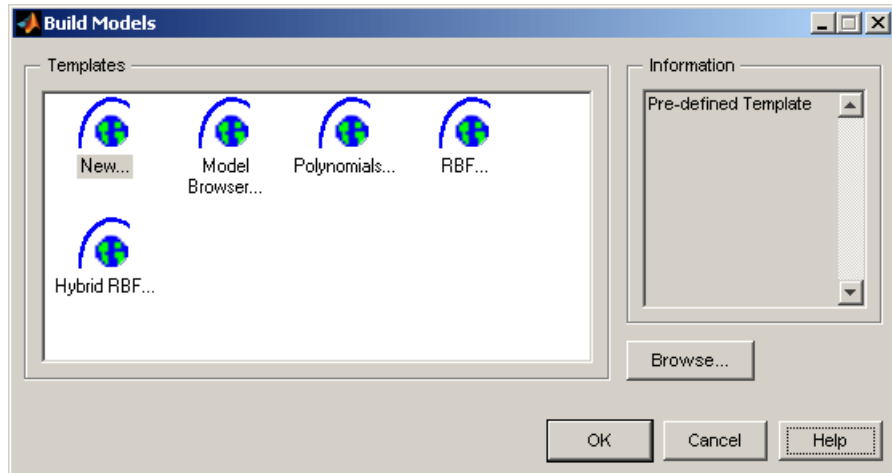 Build Models
Templates
Information
New...
Model
Browser...
Polynomials...
RBF...
Hybrid RBF...
Pre-defined Template
Browse...
OK
Cancel
Help